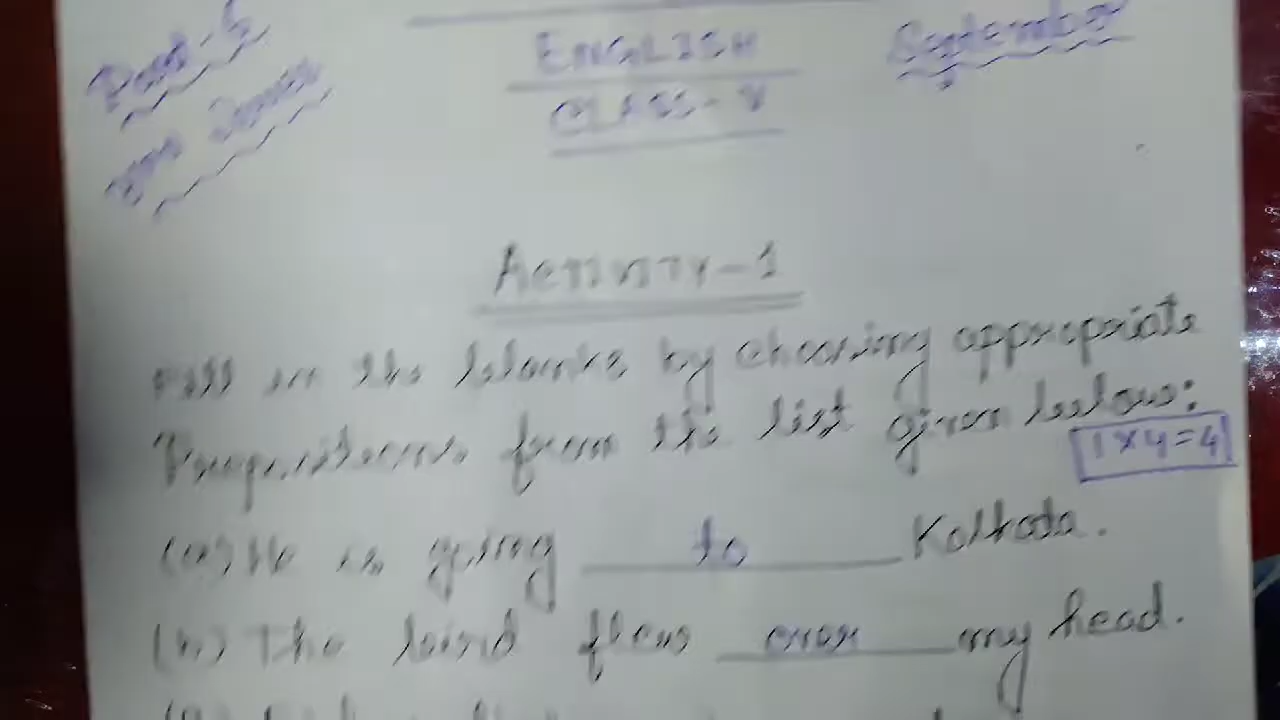 Part-5
ENGLISH
September
CLASS-V
ACTIVITY-1
Fill in the blanks by choosing appropriate
Prepositions from the list given below:
1×4=4
(a) He is going to Kolkata.
(b) The bird flew over my head.